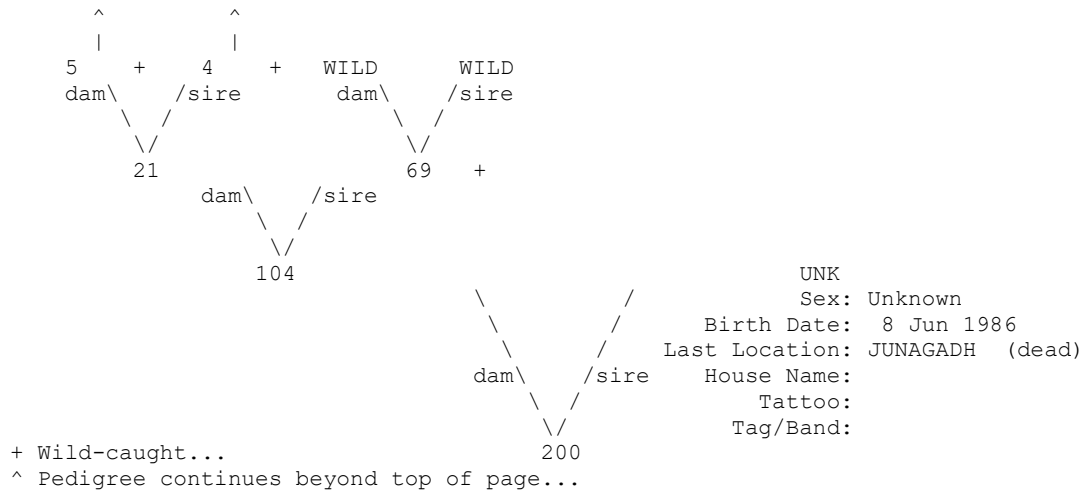 ^ ^
| |
5 + 4 + WILD WILD
dam\ /sire dam\ /sire
\ / \ /
\/ \/
21 69 +
dam\ /sire
\ /
\/
104 UNK
\ / Sex: Unknown
\ / Birth Date: 8 Jun 1986
\ / Last Location: JUNAGADH (dead)
dam\ /sire House Name:
\ / Tattoo:
\/ Tag/Band:
+ Wild-caught... 200
^ Pedigree continues beyond top of page...